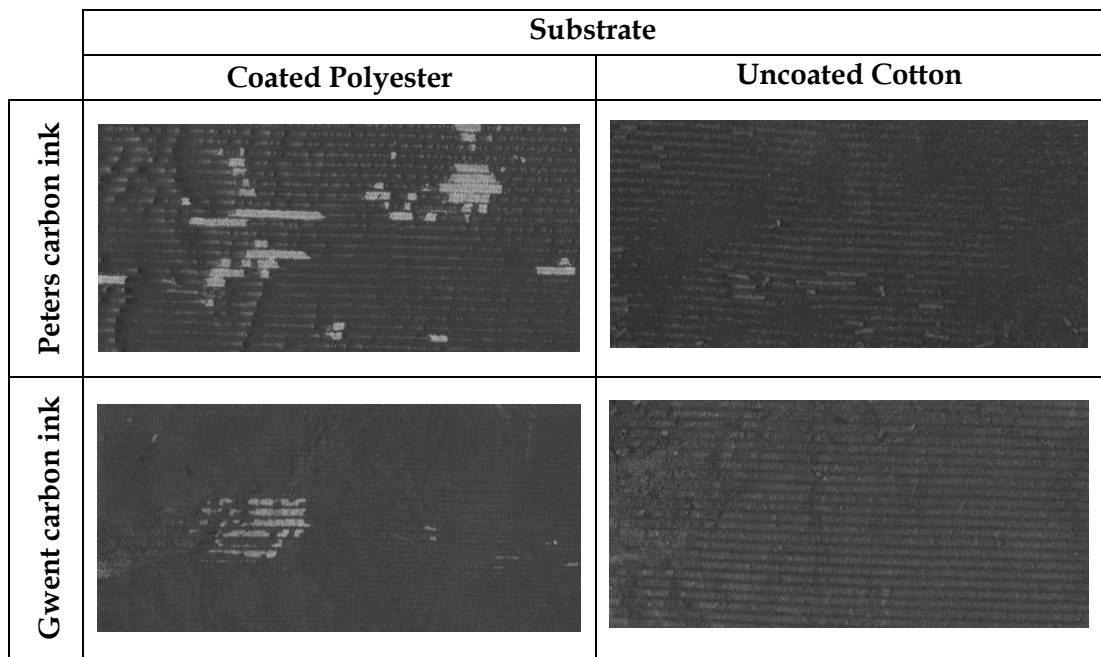 Substrate
Coated Polyester
Uncoated Cotton
Peters carbon ink
Gwent carbon ink